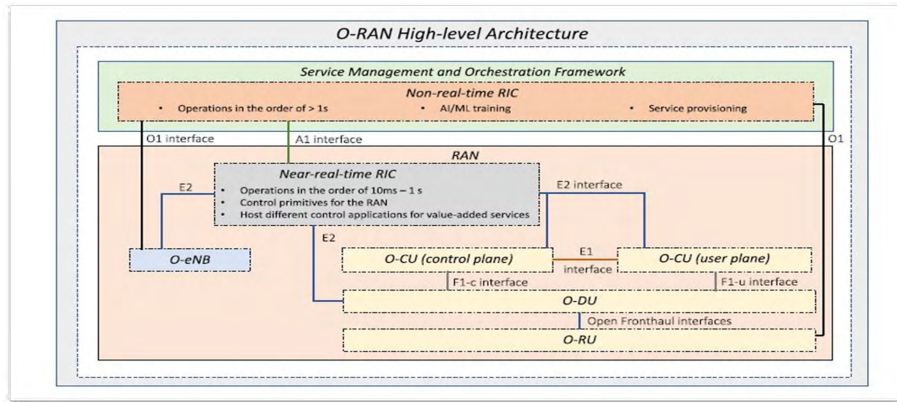 O-RAN High-level Architecture
Service Management and Orchestration Framework
Non-real-time RIC
• Operations in the order of > 1s • AI/ML training • Service provisioning
O1 interface A1 interface O1
RAN
Near-real-time RIC
E2 • Operations in the order of 10ms – 1 s E2 interface
• Control primitives for the RAN
• Host different control applications for value-added services
E2
O-eNB O-CU (control plane) E1 O-CU (user plane)
interface
F1-c interface F1-u interface
O-DU
Open Fronthaul interfaces
O-RU